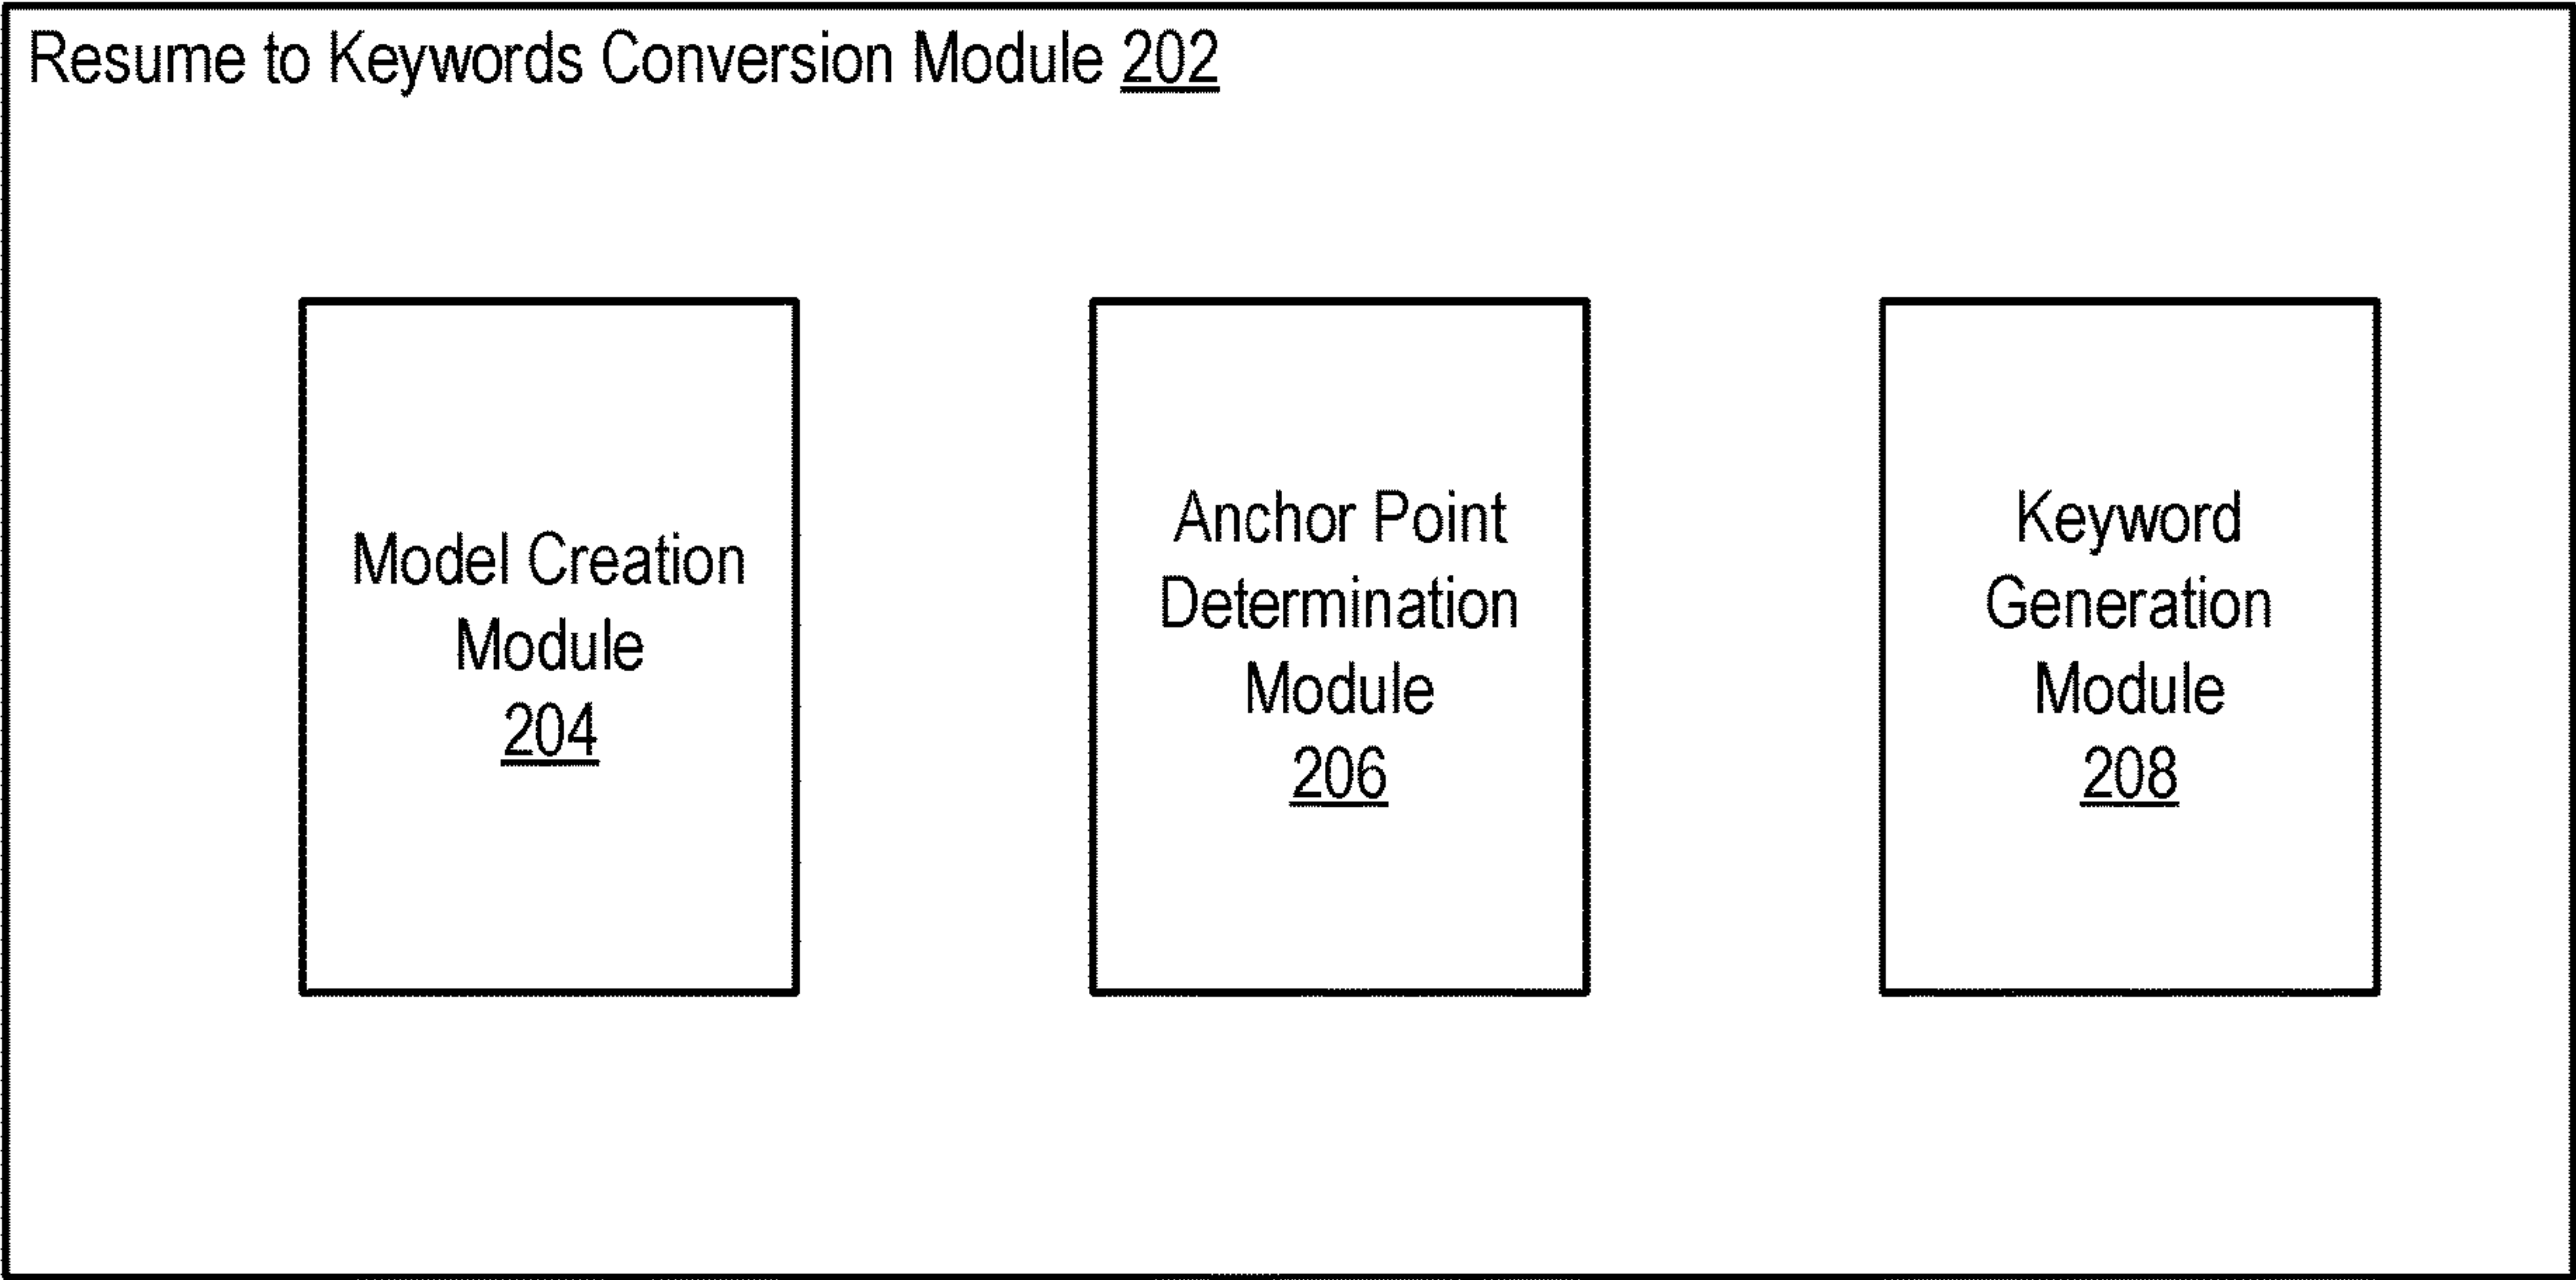 Resume to Keywords Conversion Module 202
Model Creation
Module
204
Anchor Point
Determination
Module
206
Keyword
Generation
Module
208